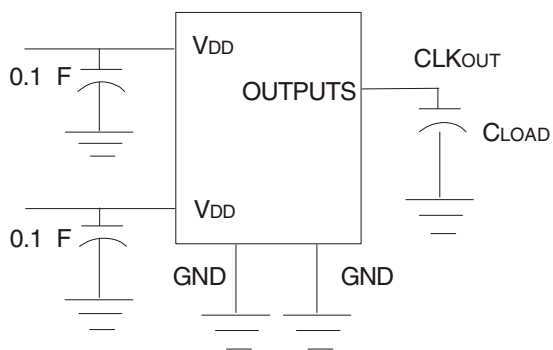 VDD
0.1 F
CLKOUT
OUTPUTS
CLOAD
VDD
0.1 F
GND
GND